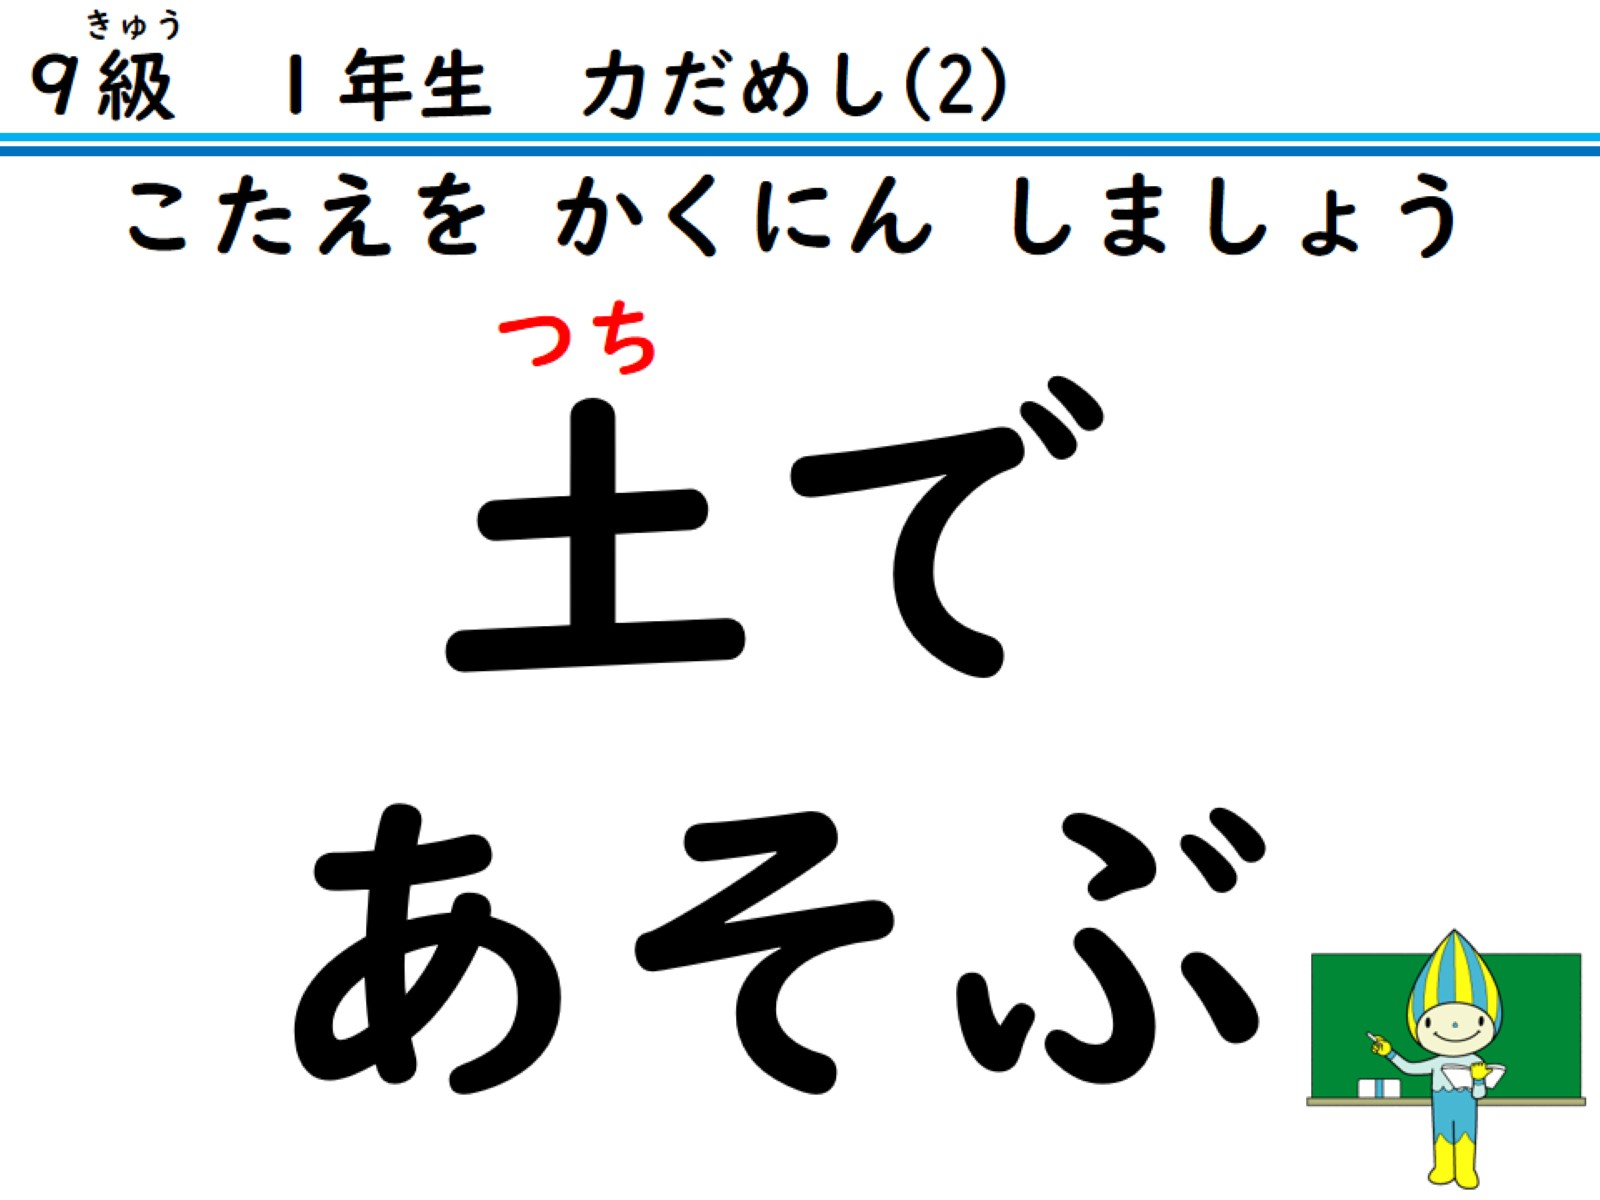 きゅう
9級　1年生　力だめし(2)
こたえを かくにん しましょう
つち
土で
あそぶ